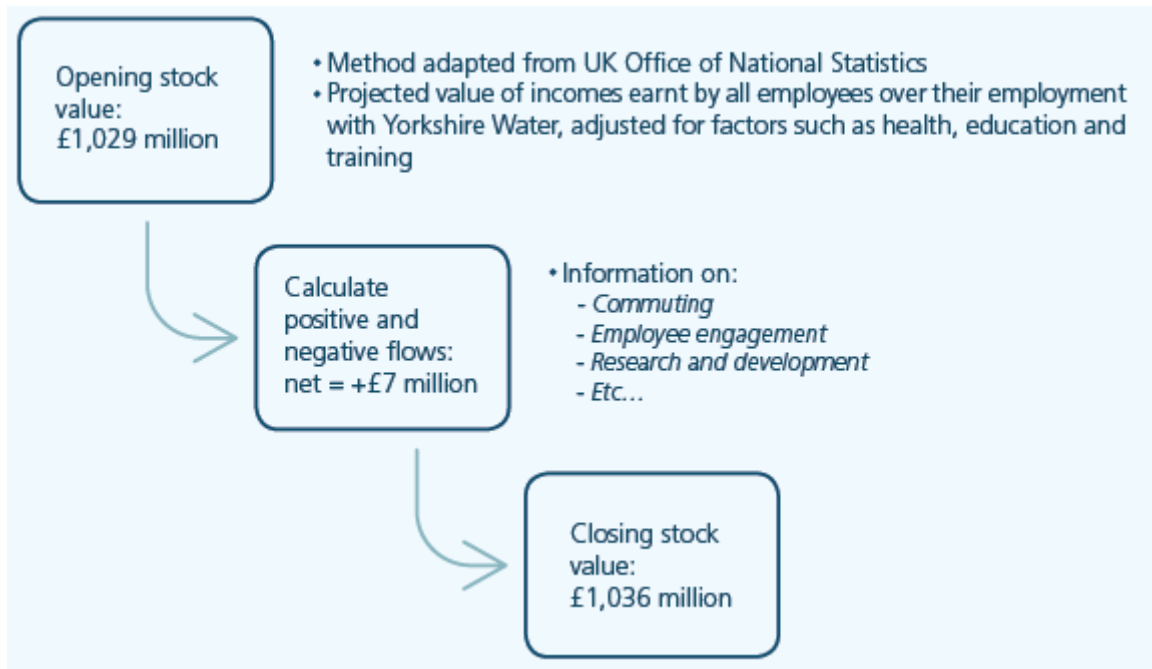 Opening stock
value:
£1,029 million
• Method adapted from UK Office of National Statistics
• Projected value of incomes earnt by all employees over their employment
with Yorkshire Water, adjusted for factors such as health, education and
training
Calculate
positive and
negative flows:
net = +£7 million
• Information on:
- Commuting
- Employee engagement
- Research and development
- Etc…
Closing stock
value:
£1,036 million